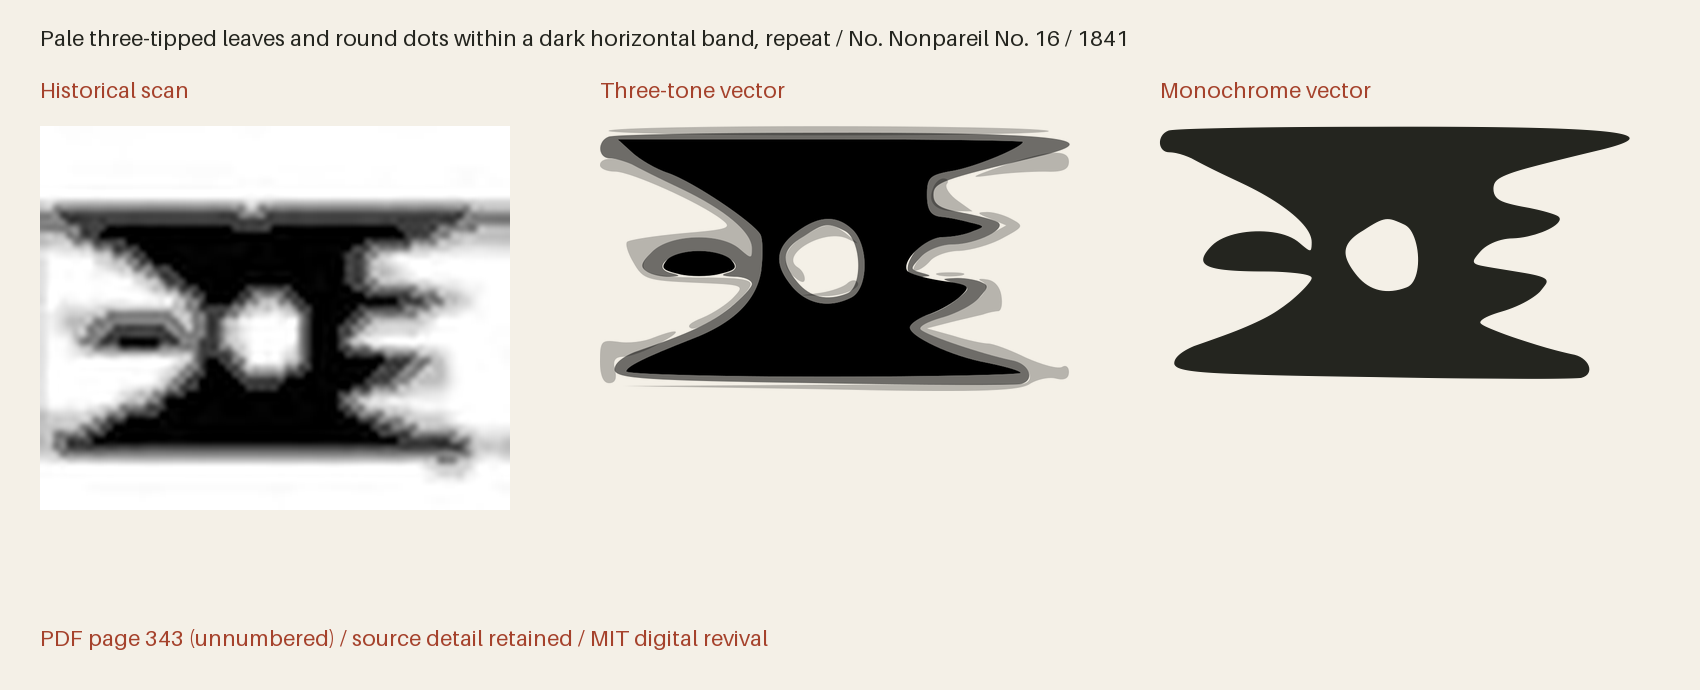 Pale three-tipped leaves and round dots within a dark horizontal band, repeat / No. Nonpareil No. 16 / 1841
Historical scan
Three-tone vector
Monochrome vector
PDF page 343 (unnumbered) / source detail retained / MIT digital revival